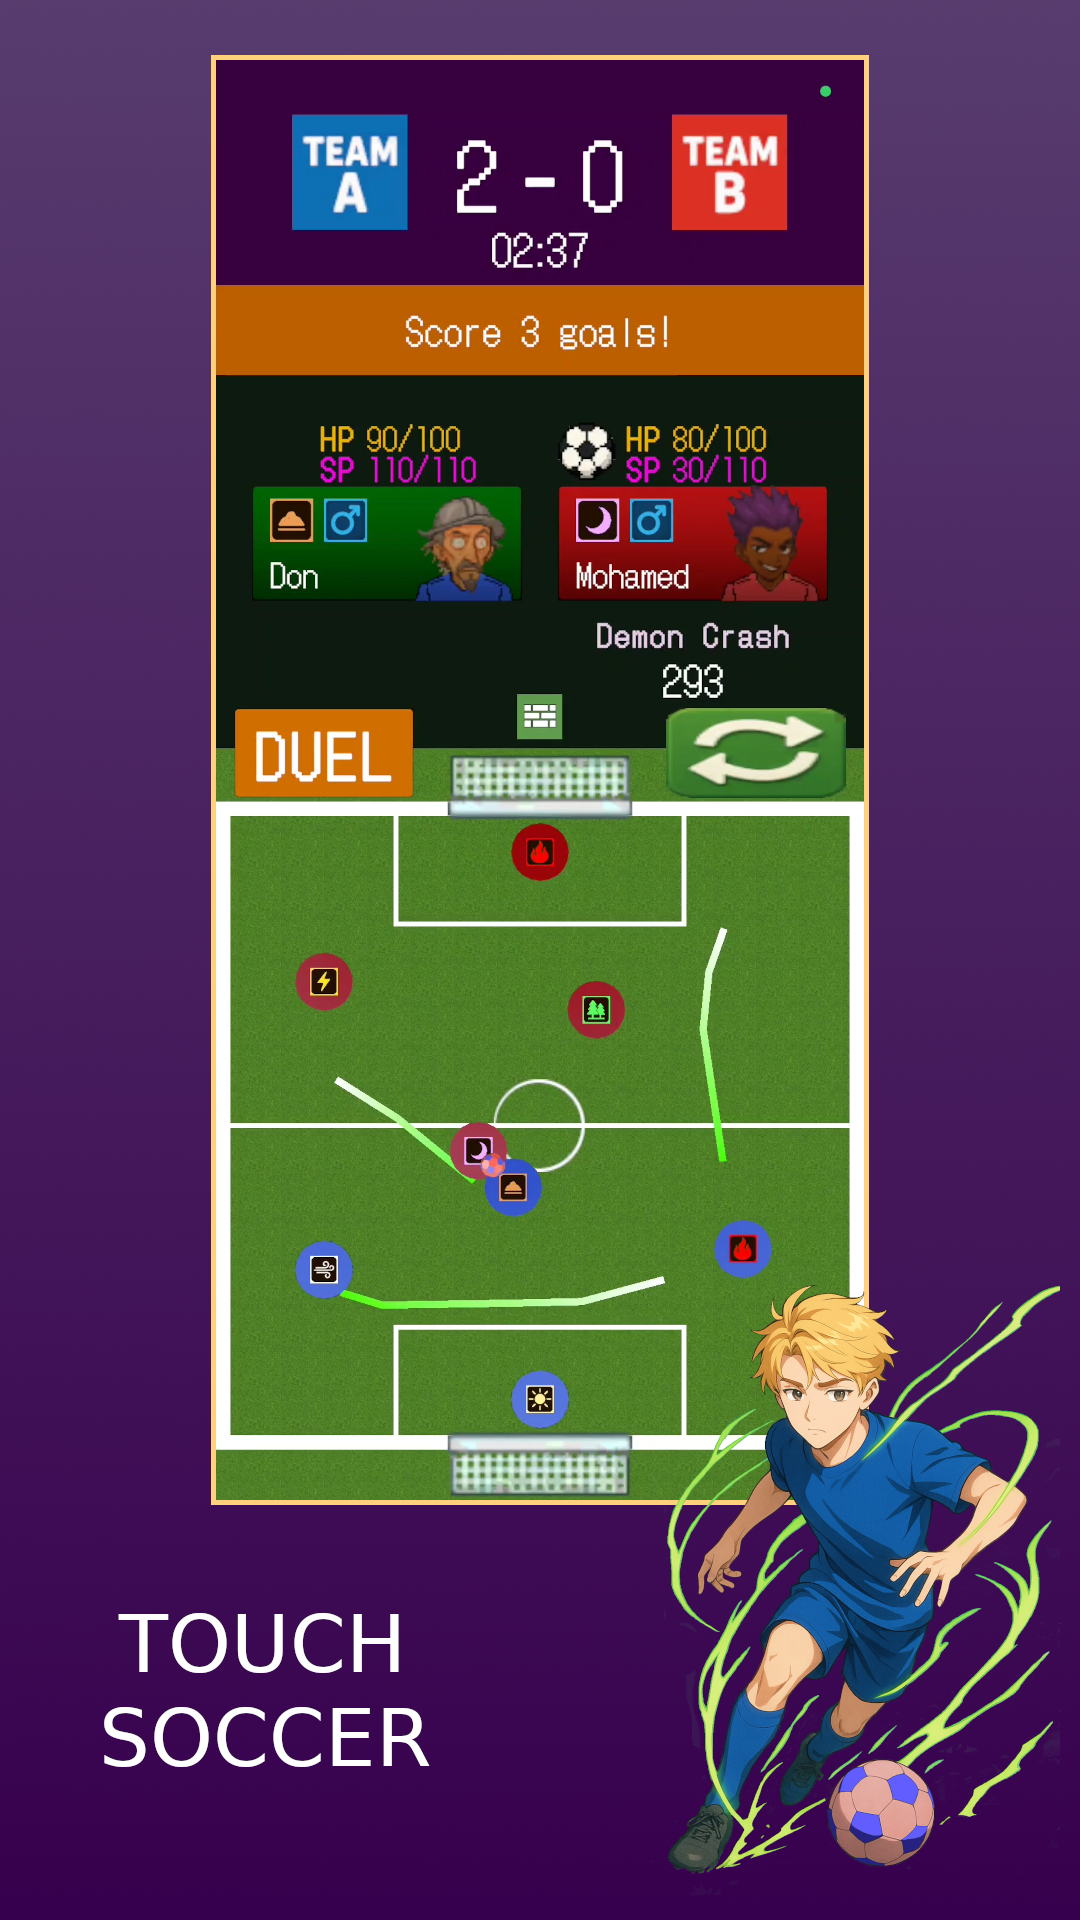 TEAM
A
2 - 0
TEAM
B
02:37
Score 3 goals!
HP 90/100
SP 110/110
HP 80/100
SP 30/110
Don
Mohamed
Demon Crash
293
DUEL
TOUCH
SOCCER